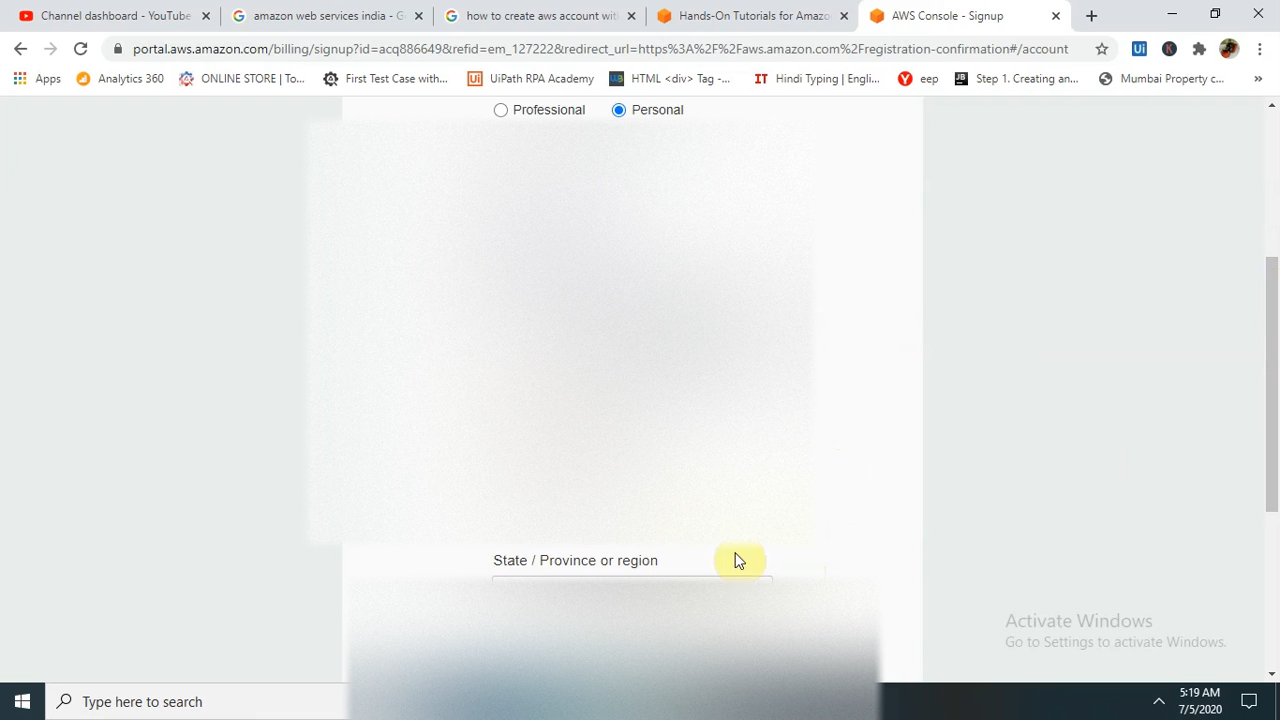 Channel dashboard - YouTube
amazon web services india - G
how to create aws account with
Hands-On Tutorials for Amazo
AWS Console - Signup
portal.aws.amazon.com/billing/signup?id=acq886649&refid=em_127222&redirect_url=https%3A%2F%2Faws.amazon.com%2Fregistration-confirmation#/account
Apps
Analytics 360
ONLINE STORE | To...
First Test Case with...
UiPath RPA Academy
HTML <div> Tag -...
Hindi Typing | Engli...
eep
Step 1. Creating an...
Mumbai Property c...
Professional
Personal
State / Province or region
Activate Windows
Go to Settings to activate Windows.
Type here to search
5:19 AM
7/5/2020